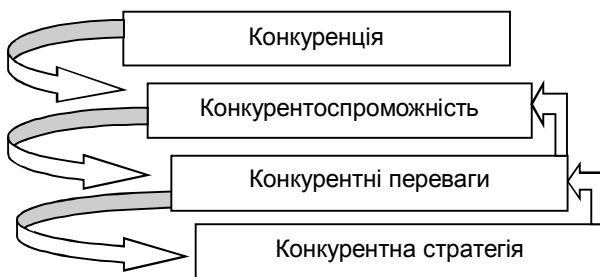 Конкуренція
Конкурентоспроможність
Конкурентні переваги
Конкурентна стратегія